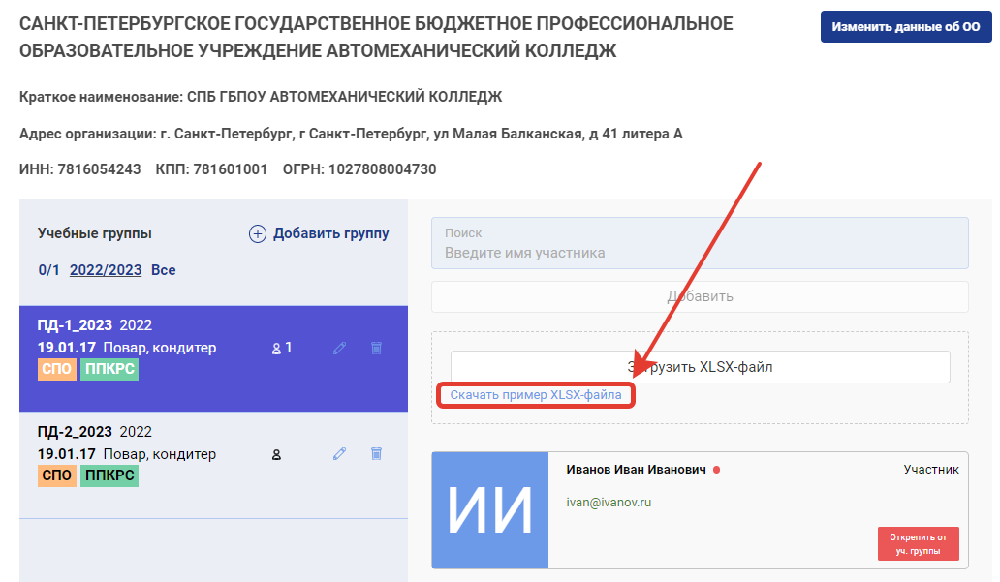 САНКТ-ПЕТЕРБУРГСКОЕ ГОСУДАРСТВЕННОЕ БЮДЖЕТНОЕ ПРОФЕССИОНАЛЬНОЕ
ОБРАЗОВАТЕЛЬНОЕ УЧРЕЖДЕНИЕ АВТОМЕХАНИЧЕСКИЙ КОЛЛЕДЖ
Изменить данные об ОО
Краткое наименование: СПБ ГБПОУ АВТОМЕХАНИЧЕСКИЙ КОЛЛЕДЖ
Адрес организации: г. Санкт-Петербург, г Санкт-Петербург, ул Малая Балканская, д 41 литера А
ИНН: 7816054243 КПП: 781601001 ОГРН: 1027808004730
Учебные группы
Добавить группу
0/1 2022/2023 Все
ПД-1_2023 2022
19.01.17 Повар, кондитер 1
СПО ППКРС
ПД-2_2023 2022
19.01.17 Повар, кондитер
СПО ППКРС
Поиск
Введите имя участника
Добавить
Загрузить XLSX-файл
Скачать пример XLSX-файла
ИИ
Иванов Иван Иванович
Участник
ivan@ivanov.ru
Открепить от
уч. группы